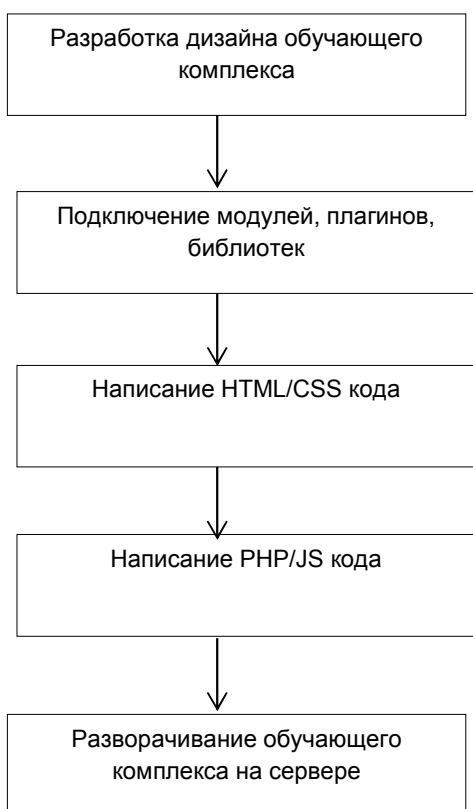 Разработка дизайна обучающего
комплекса
Подключение модулей, плагинов,
библиотек
Написание HTML/CSS кода
Написание PHP/JS кода
Разворачивание обучающего
комплекса на сервере